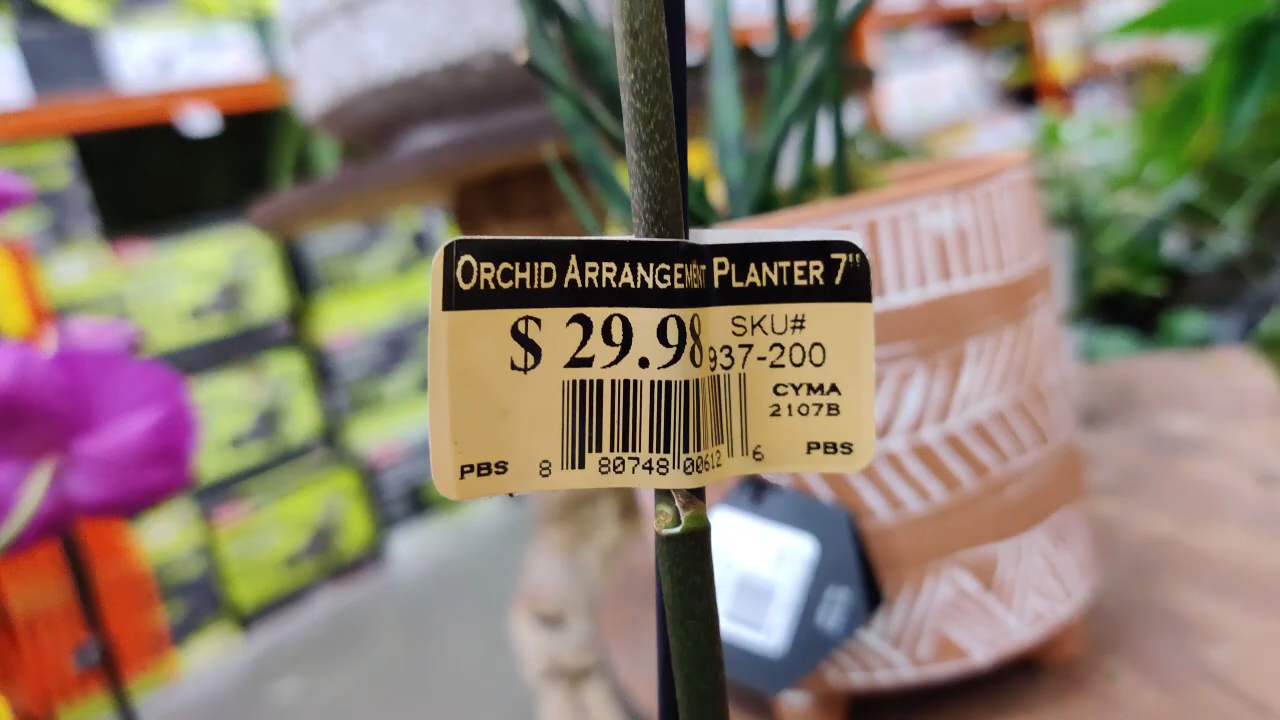 ORCHID ARRANGEMENT PLANTER 7"
$ 29.98
SKU#
937-200
CYMA
2107B
PBS
PBS
8 80748 00612 6